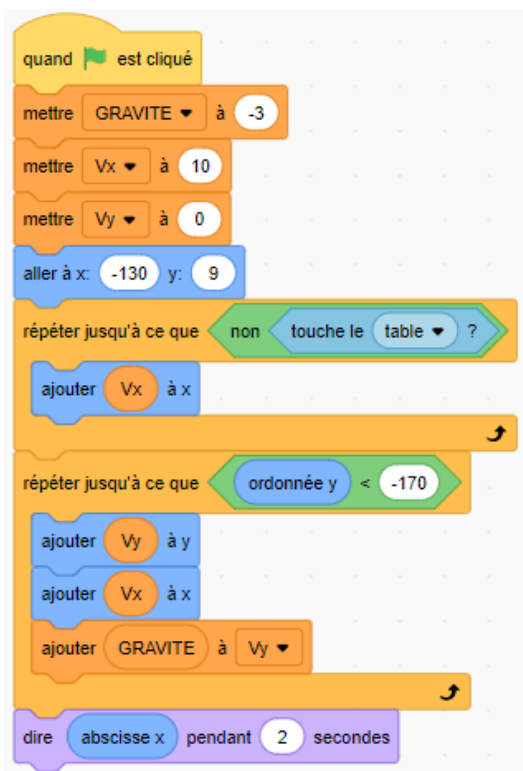 quand est cliqué
mettre GRAVITE à -3
mettre Vx à 10
mettre Vy à 0
aller à x: -130 y: 9
répéter jusqu'à ce que non touche le table ?
ajouter Vx à x
répéter jusqu'à ce que ordonnée y < -170
ajouter Vy à y
ajouter Vx à x
ajouter GRAVITE à Vy
dire abscisse x pendant 2 secondes